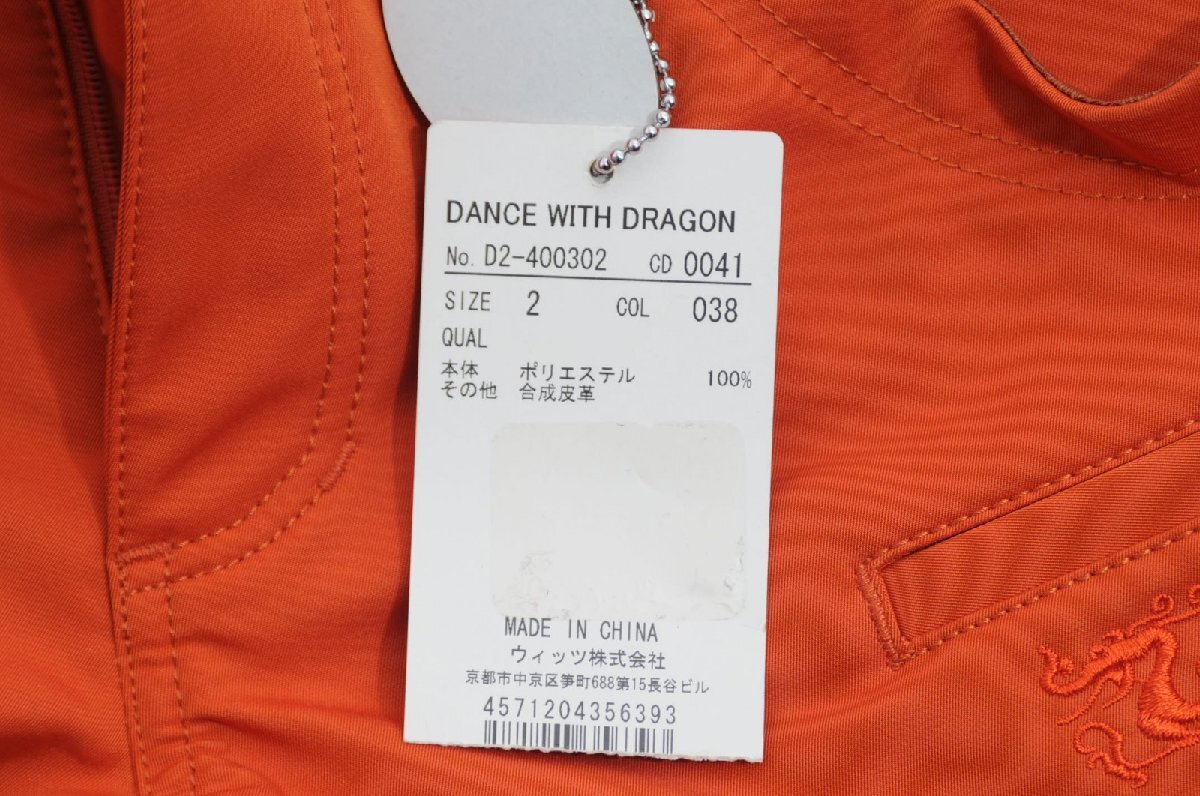 DANCE WITH DRAGON
No. D2-400302 CD 0041
SIZE 2 COL 038
QUAL
本体 ポリエステル 100%
その他 合成皮革
MADE IN CHINA
ウィッツ株式会社
京都市中京区笋町688第15長谷ビル
4571204356393